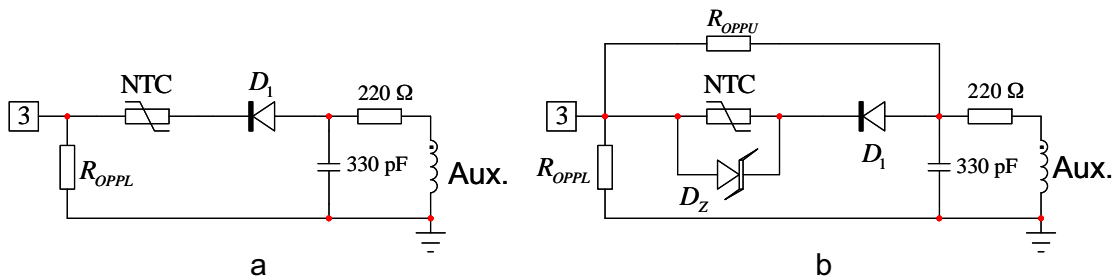 3
NTC
D1
220 Ω
R_OPPL
330 pF
Aux.
a
R_OPPU
3
NTC
D1
220 Ω
R_OPPL
D_Z
330 pF
Aux.
b